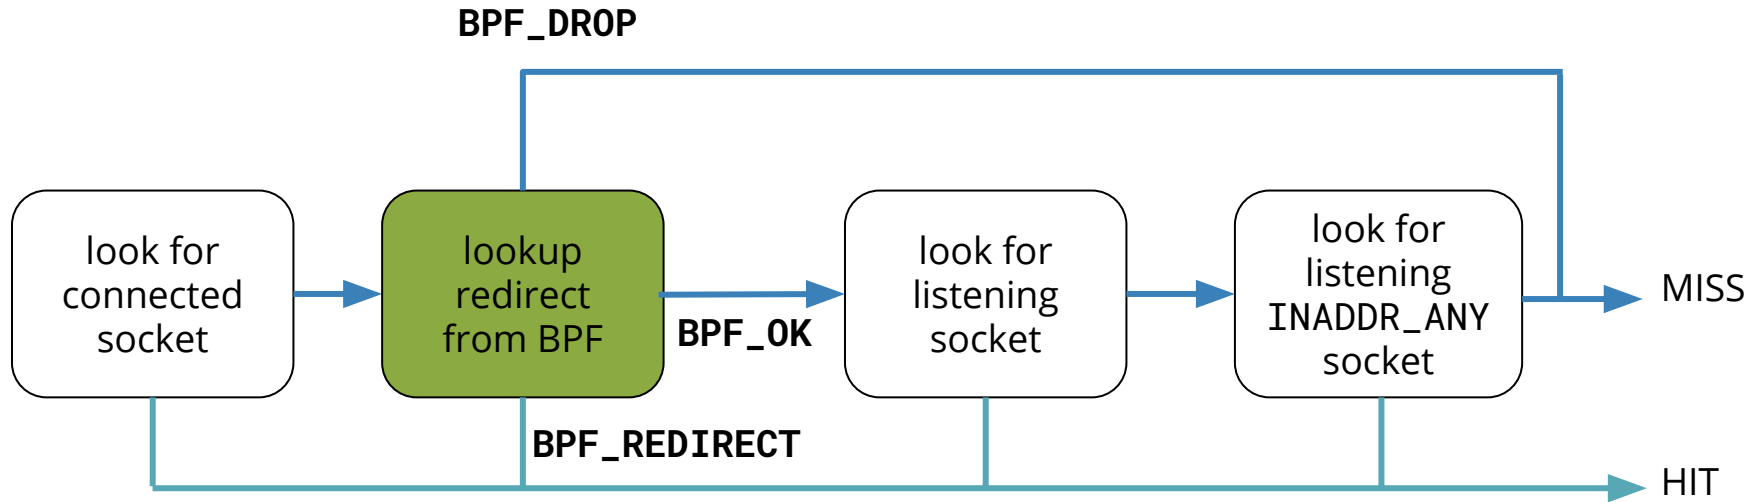 BPF_DROP
look for
connected
socket
lookup
redirect
from BPF
BPF_OK
look for
listening
socket
look for
listening
INADDR_ANY
socket
MISS
BPF_REDIRECT
HIT